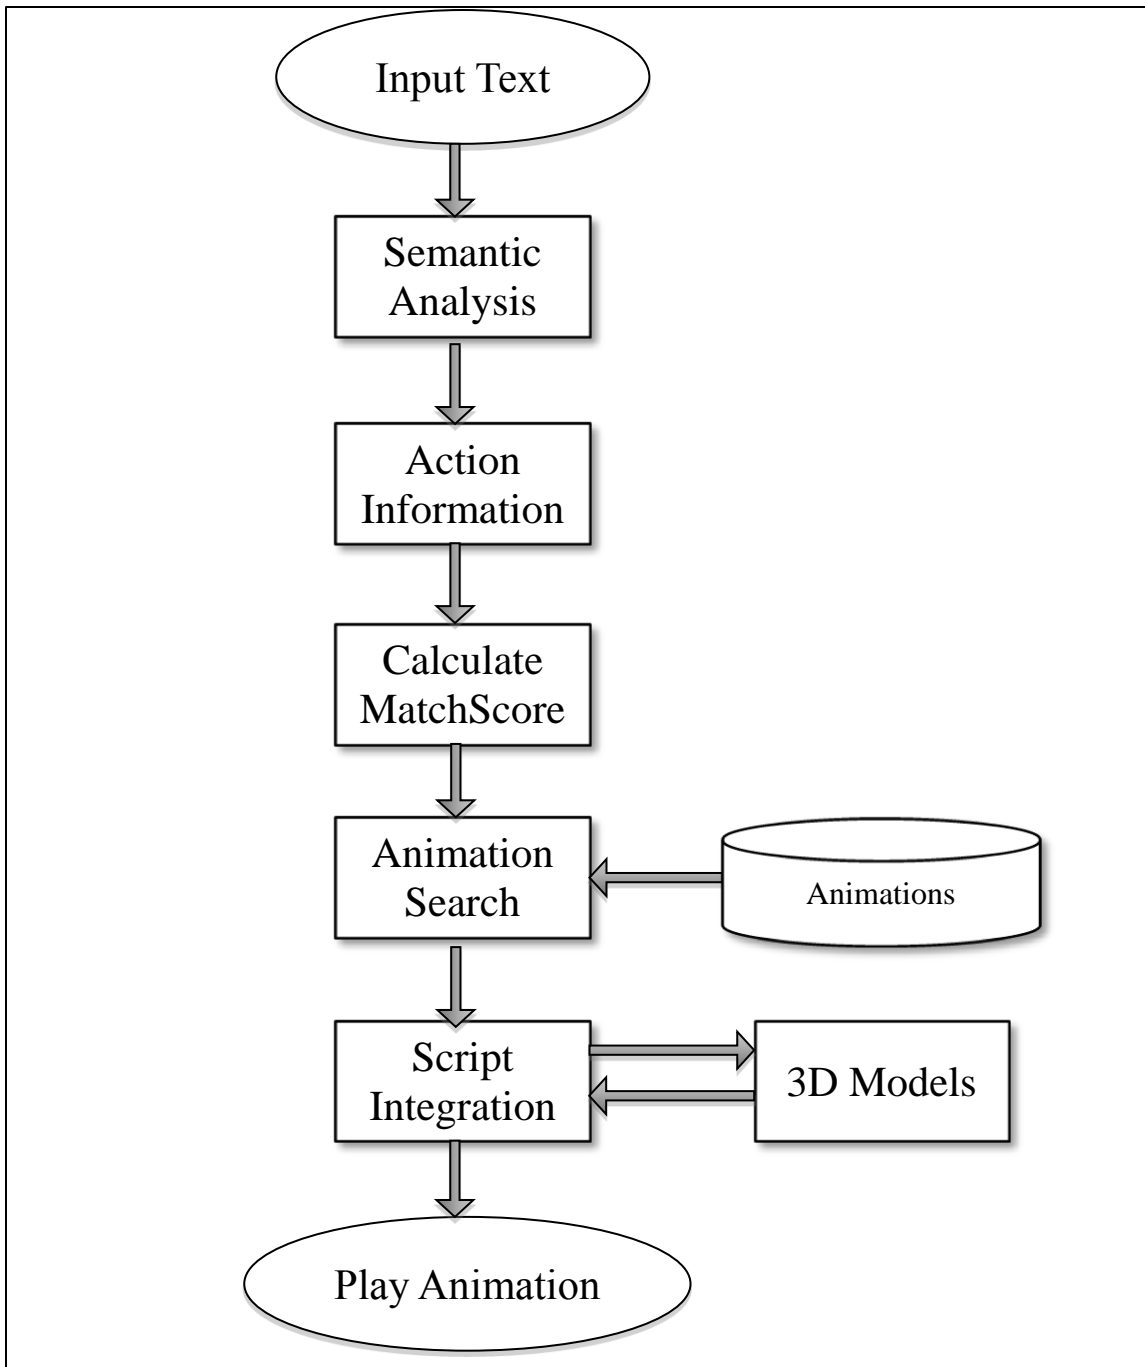 Input Text
Semantic
Analysis
Action
Information
Calculate
MatchScore
Animation
Search
Animations
Script
Integration
3D Models
Play Animation